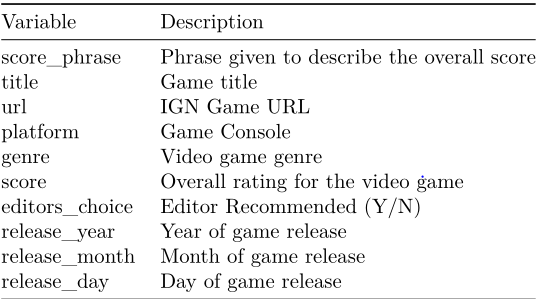 Variable Description
score_phrase Phrase given to describe the overall score
title Game title
url IGN Game URL
platform Game Console
genre Video game genre
score Overall rating for the video game
editors_choice Editor Recommended (Y/N)
release_year Year of game release
release_month Month of game release
release_day Day of game release